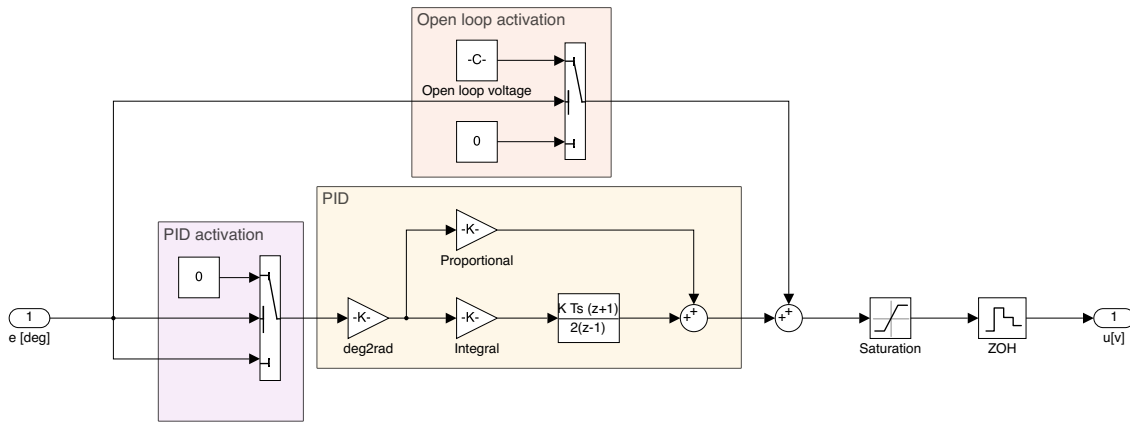 Open loop activation
-C-
Open loop voltage
0
PID
PID activation
-K-
Proportional
0
1
e [deg]
-K-
deg2rad
-K-
Integral
K Ts (z+1)
2(z-1)
+
+
+
+
Saturation
ZOH
1
u[v]